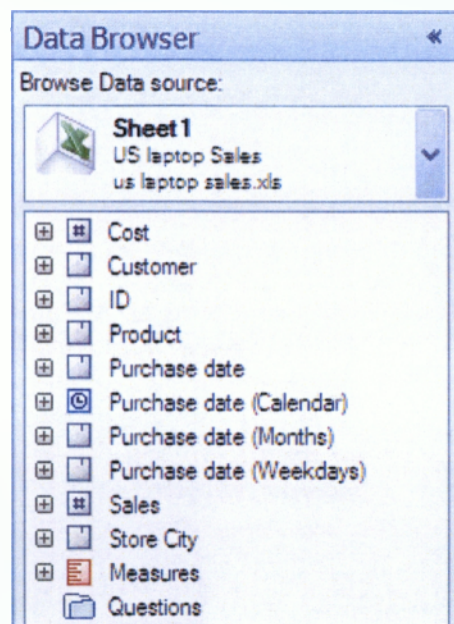 Data Browser «
Browse Data source:
Sheet1
US laptop Sales
us laptop sales.xls
Cost
Customer
ID
Product
Purchase date
Purchase date (Calendar)
Purchase date (Months)
Purchase date (Weekdays)
Sales
Store City
Measures
Questions